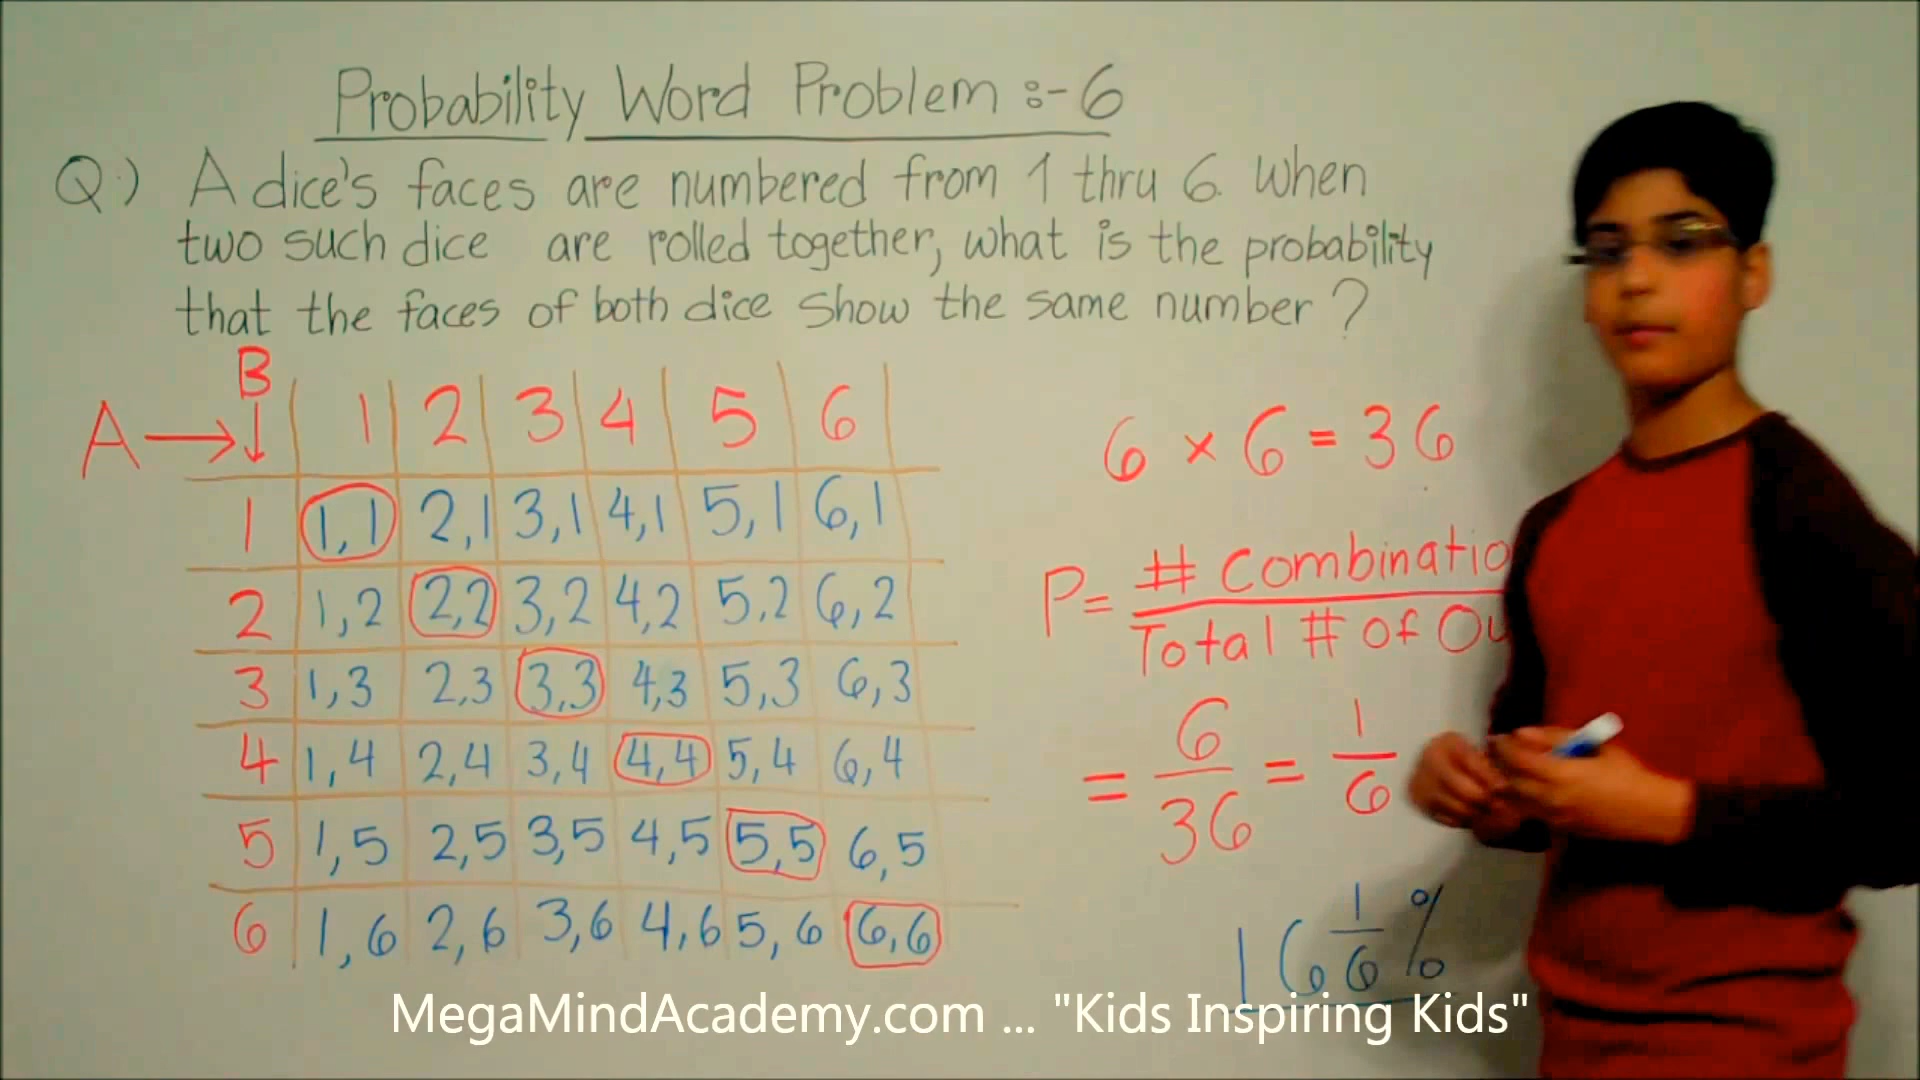 Probability Word Problem :- 6
Q.) A dice's faces are numbered from 1 thru 6. When
two such dice are rolled together, what is the probability
that the faces of both dice show the same number?
B
A → ↓ 1 2 3 4 5 6
1 1,1 2,1 3,1 4,1 5,1 6,1
2 1,2 2,2 3,2 4,2 5,2 6,2
3 1,3 2,3 3,3 4,3 5,3 6,3
4 1,4 2,4 3,4 4,4 5,4 6,4
5 1,5 2,5 3,5 4,5 5,5 6,5
6 1,6 2,6 3,6 4,6 5,6 6,6
6 × 6 = 36
P = # Combinatio
Total # of Ou
= 6/36 = 1/6
16 1/6 %
MegaMindAcademy.com ... "Kids Inspiring Kids"